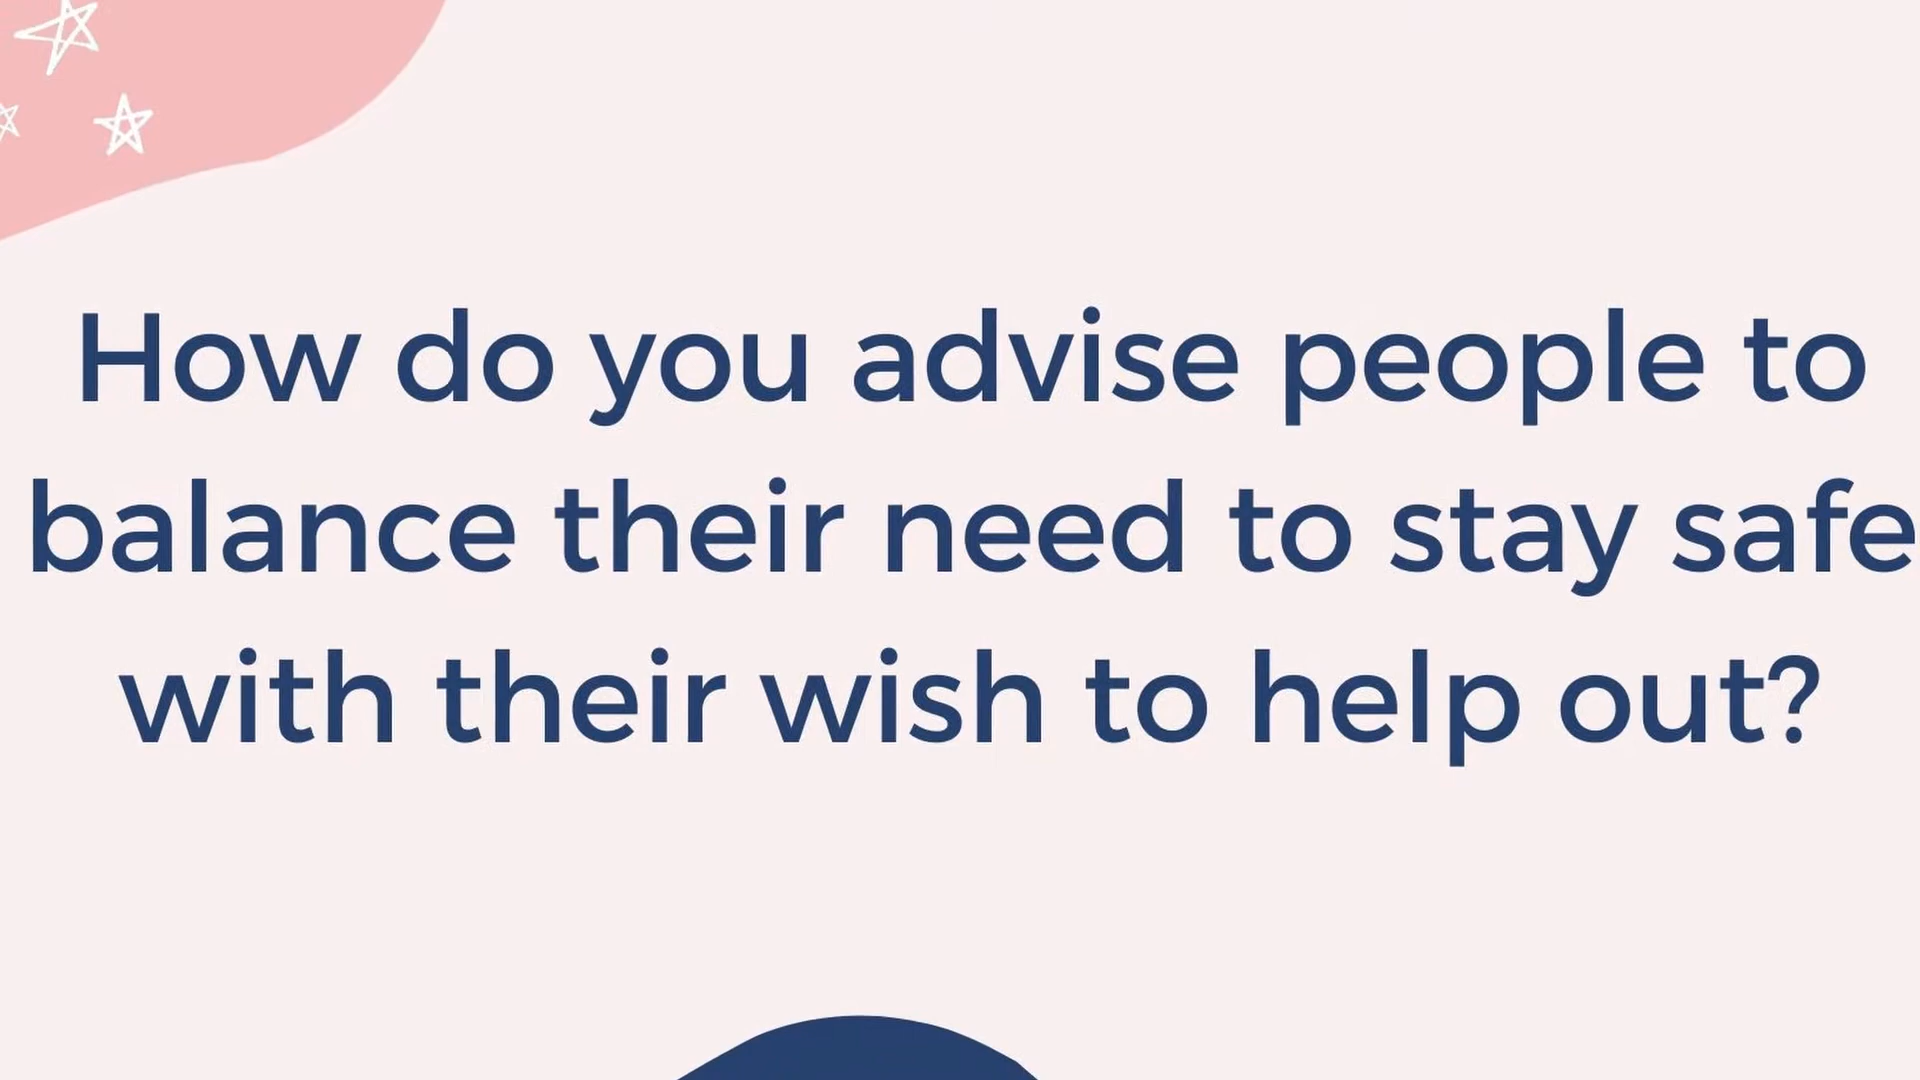 How do you advise people to
balance their need to stay safe
with their wish to help out?